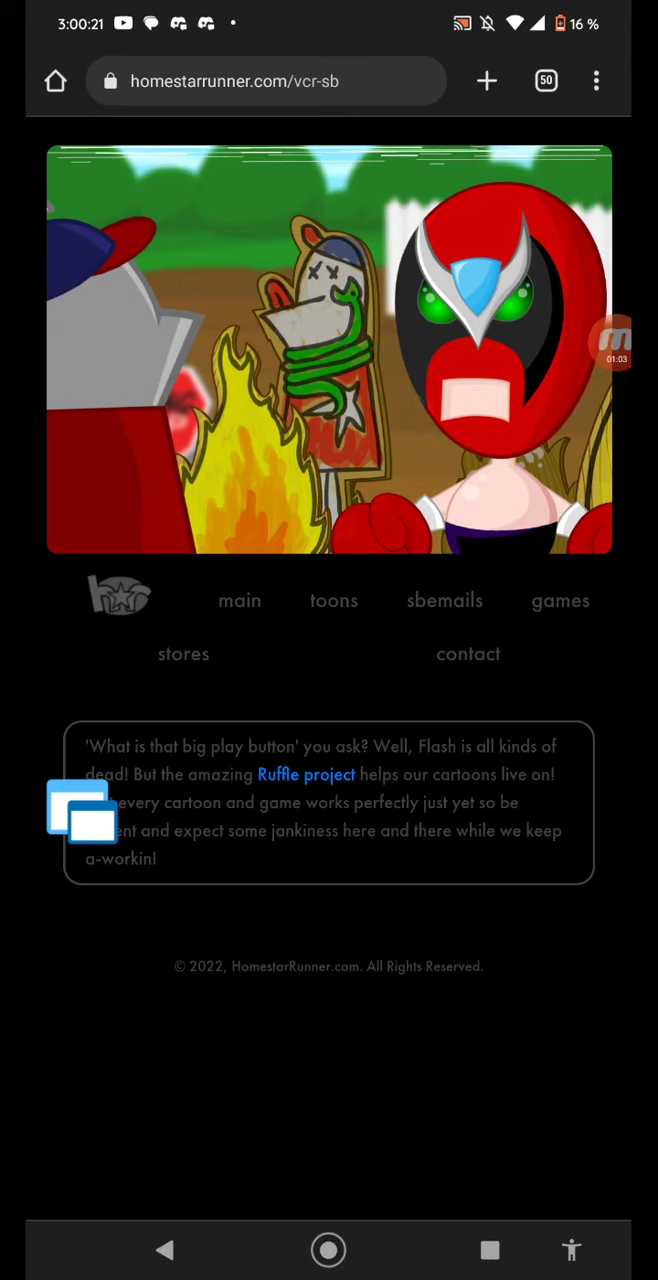 3:00:21
16 %
homestarrunner.com/vcr-sb
50
01:03
main toons sbemails games
stores contact
'What is that big play button' you ask? Well, Flash is all kinds of
dead! But the amazing Ruffle project helps our cartoons live on!
every cartoon and game works perfectly just yet so be
and expect some jankiness here and there while we keep
a-workin!
© 2022, HomestarRunner.com. All Rights Reserved.